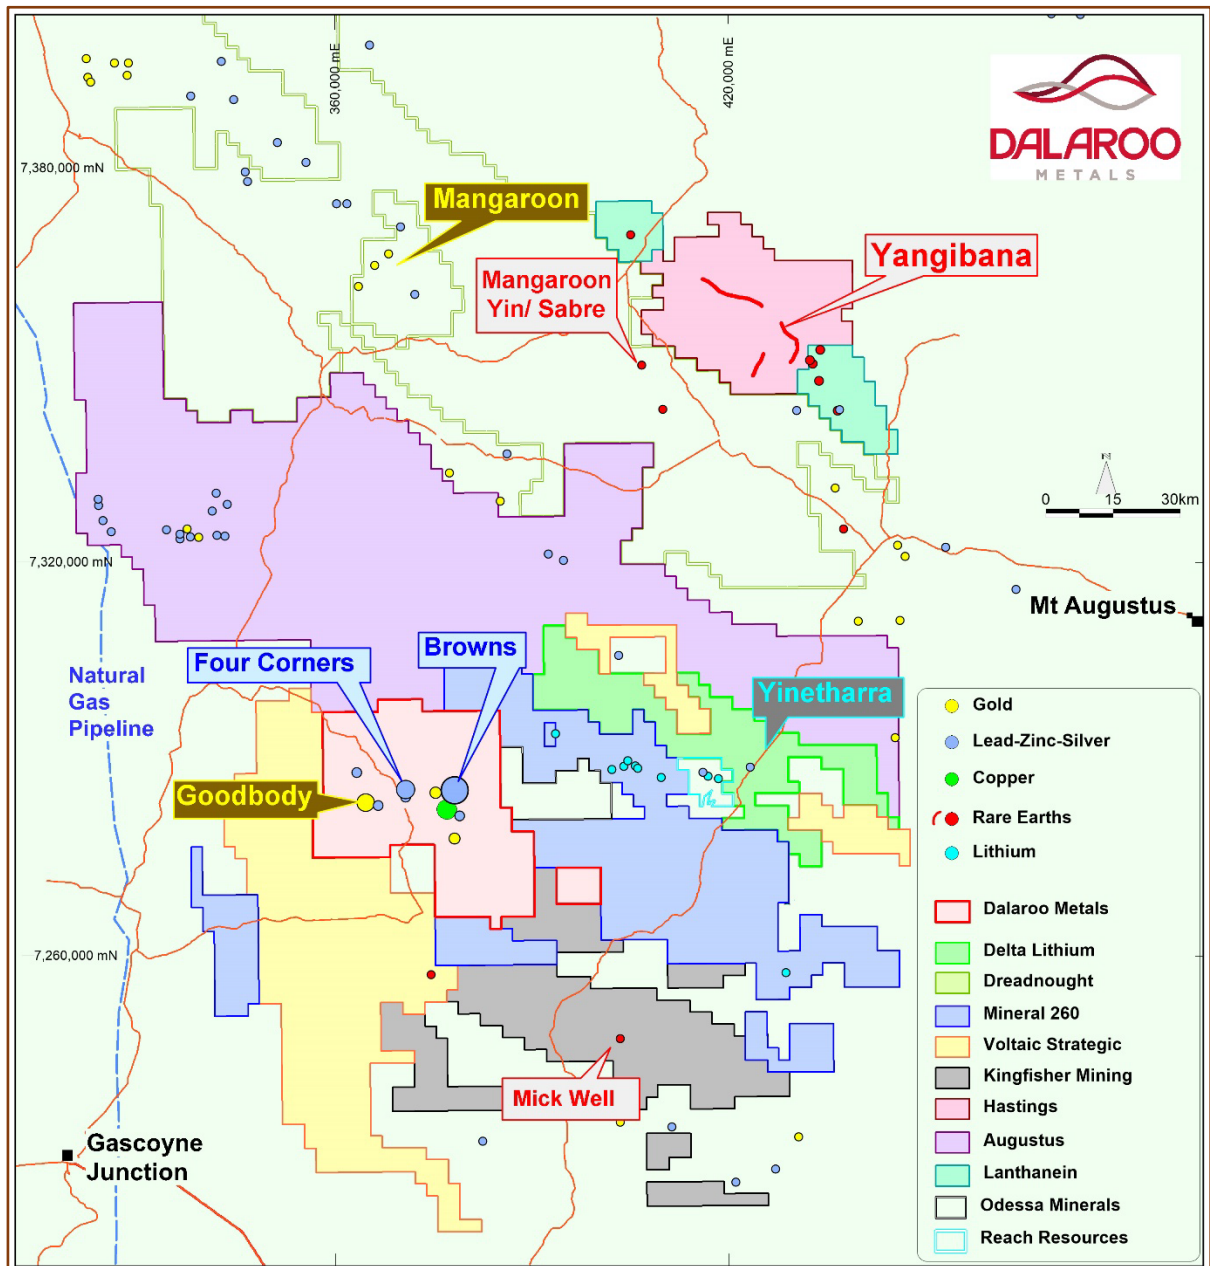 360,000 mE
420,000 mE
DALAROO
METALS
7,380,000 mN
Mangaroon
Yangibana
Mangaroon
Yin/ Sabre
N
0 15 30km
7,320,000 mN
Mt Augustus
Natural
Gas
Pipeline
Four Corners
Browns
Yinetharra
Goodbody
7,260,000 mN
Mick Well
Gascoyne
Junction
Gold
Lead-Zinc-Silver
Copper
Rare Earths
Lithium
Dalaroo Metals
Delta Lithium
Dreadnought
Mineral 260
Voltaic Strategic
Kingfisher Mining
Hastings
Augustus
Lanthanein
Odessa Minerals
Reach Resources